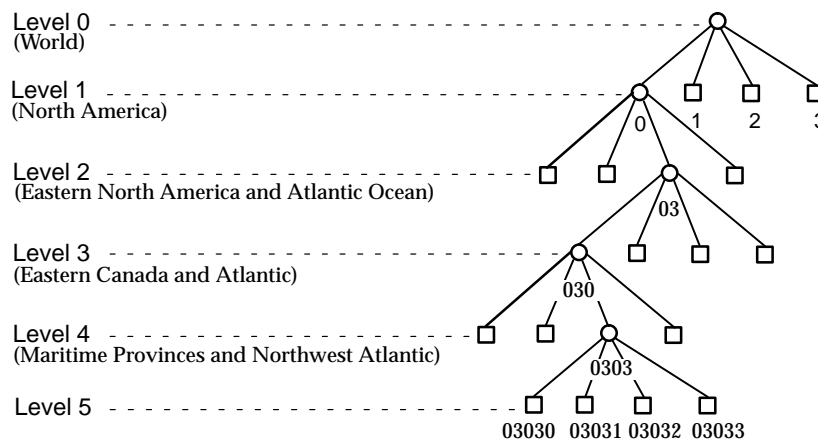 Level 0
(World)
Level 1
(North America)
0 1 2 3
Level 2
(Eastern North America and Atlantic Ocean)
03
Level 3
(Eastern Canada and Atlantic)
030
Level 4
(Maritime Provinces and Northwest Atlantic)
0303
Level 5
03030 03031 03032 03033